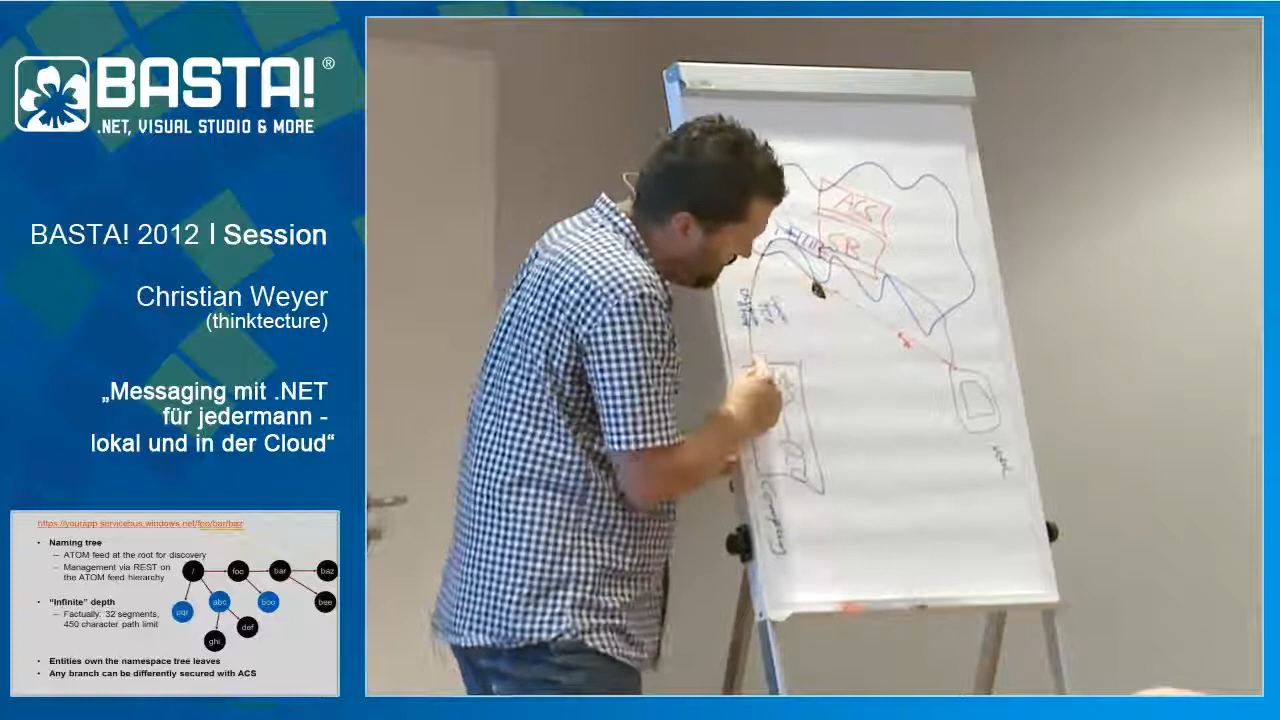 BASTA!®
.NET, VISUAL STUDIO & MORE
BASTA! 2012 | Session
Christian Weyer
(thinktecture)
„Messaging mit .NET
für jedermann -
lokal und in der Cloud“
https://yourapp.servicebus.windows.net/foo/bar/baz
• Naming tree
– ATOM feed at the root for discovery
– Management via REST on
the ATOM feed hierarchy
/ foo bar baz
pqr abc boo bee
ghi def
• “Infinite” depth
– Factually: 32 segments,
450 character path limit
• Entities own the namespace tree leaves
• Any branch can be differently secured with ACS
ACS
SB